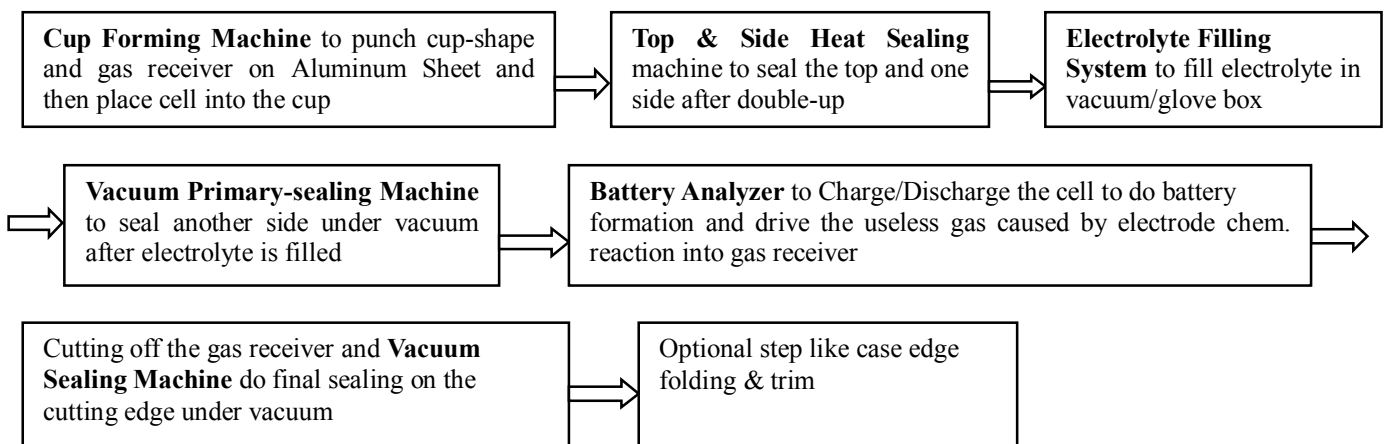 Cup Forming Machine to punch cup-shape
and gas receiver on Aluminum Sheet and
then place cell into the cup
Top & Side Heat Sealing
machine to seal the top and one
side after double-up
Electrolyte Filling
System to fill electrolyte in
vacuum/glove box
Vacuum Primary-sealing Machine
to seal another side under vacuum
after electrolyte is filled
Battery Analyzer to Charge/Discharge the cell to do battery
formation and drive the useless gas caused by electrode chem.
reaction into gas receiver
Cutting off the gas receiver and Vacuum
Sealing Machine do final sealing on the
cutting edge under vacuum
Optional step like case edge
folding & trim